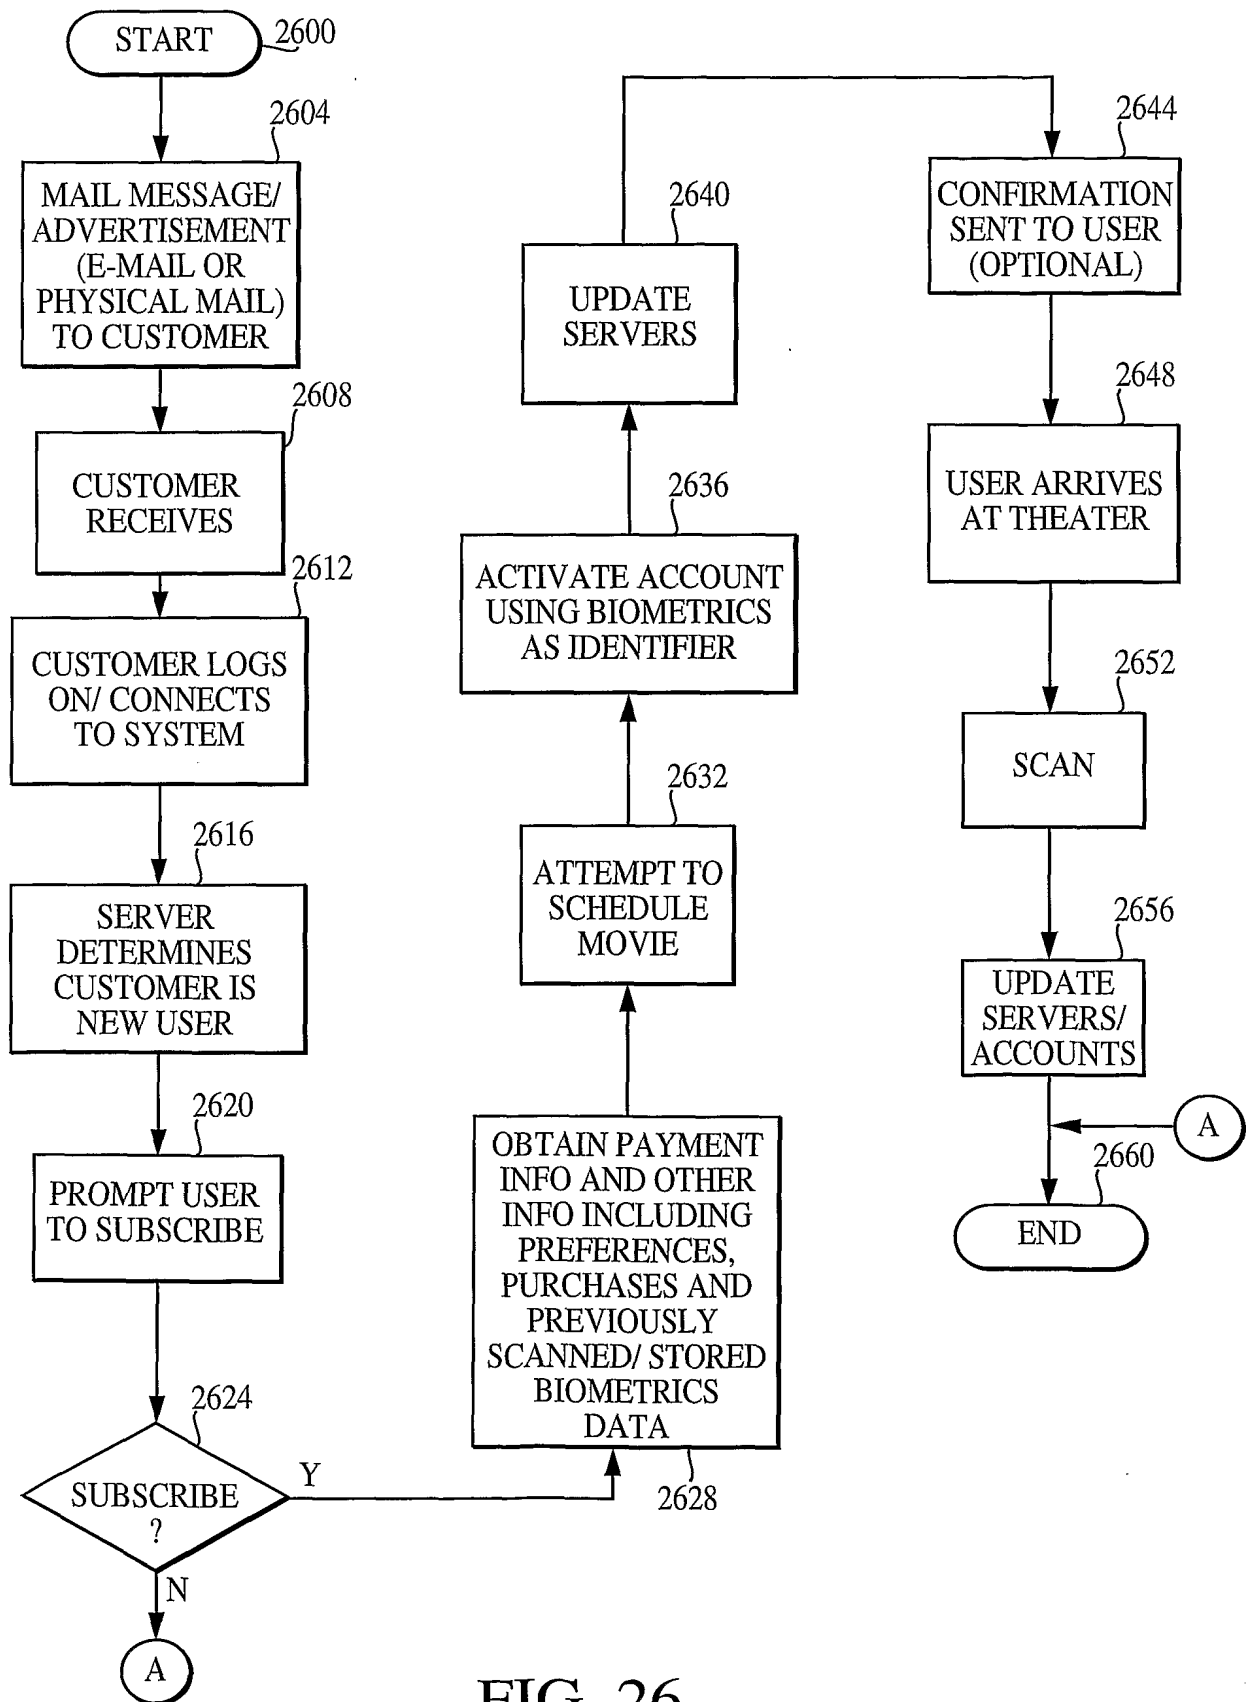 START
2600
2604
MAIL MESSAGE/
ADVERTISEMENT
(E-MAIL OR
PHYSICAL MAIL)
TO CUSTOMER
2608
CUSTOMER
RECEIVES
2612
CUSTOMER LOGS
ON/ CONNECTS
TO SYSTEM
2616
SERVER
DETERMINES
CUSTOMER IS
NEW USER
2620
PROMPT USER
TO SUBSCRIBE
2624
SUBSCRIBE
?
Y
N
A
2628
OBTAIN PAYMENT
INFO AND OTHER
INFO INCLUDING
PREFERENCES,
PURCHASES AND
PREVIOUSLY
SCANNED/ STORED
BIOMETRICS
DATA
2632
ATTEMPT TO
SCHEDULE
MOVIE
2636
ACTIVATE ACCOUNT
USING BIOMETRICS
AS IDENTIFIER
2640
UPDATE
SERVERS
2644
CONFIRMATION
SENT TO USER
(OPTIONAL)
2648
USER ARRIVES
AT THEATER
2652
SCAN
2656
UPDATE
SERVERS/
ACCOUNTS
A
2660
END
FIG. 26